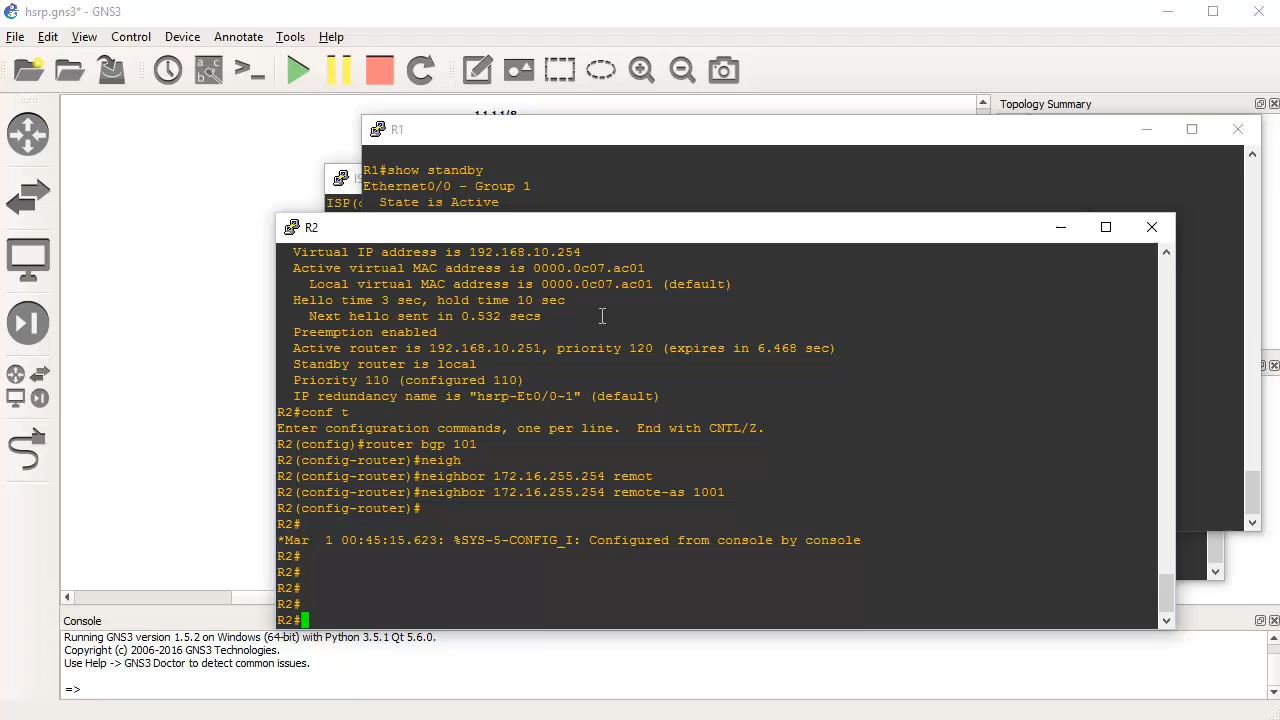 hsrp.gns3* - GNS3
File Edit View Control Device Annotate Tools Help
Topology Summary
R1
R1#show standby
Ethernet0/0 - Group 1
State is Active
R2
Virtual IP address is 192.168.10.254
Active virtual MAC address is 0000.0c07.ac01
Local virtual MAC address is 0000.0c07.ac01 (default)
Hello time 3 sec, hold time 10 sec
Next hello sent in 0.532 secs
Preemption enabled
Active router is 192.168.10.251, priority 120 (expires in 6.468 sec)
Standby router is local
Priority 110 (configured 110)
IP redundancy name is "hsrp-Et0/0-1" (default)
R2#conf t
Enter configuration commands, one per line.  End with CNTL/Z.
R2(config)#router bgp 101
R2(config-router)#neigh
R2(config-router)#neighbor 172.16.255.254 remot
R2(config-router)#neighbor 172.16.255.254 remote-as 1001
R2(config-router)#
R2#
*Mar  1 00:45:15.623: %SYS-5-CONFIG_I: Configured from console by console
R2#
R2#
R2#
R2#
R2#
Console
Running GNS3 version 1.5.2 on Windows (64-bit) with Python 3.5.1 Qt 5.6.0.
Copyright (c) 2006-2016 GNS3 Technologies.
Use Help -> GNS3 Doctor to detect common issues.
=>